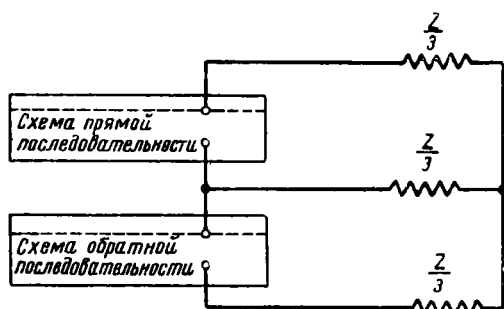 Z
3
Схема прямой
последовательности
Z
3
Схема обратной
последовательности
Z
3